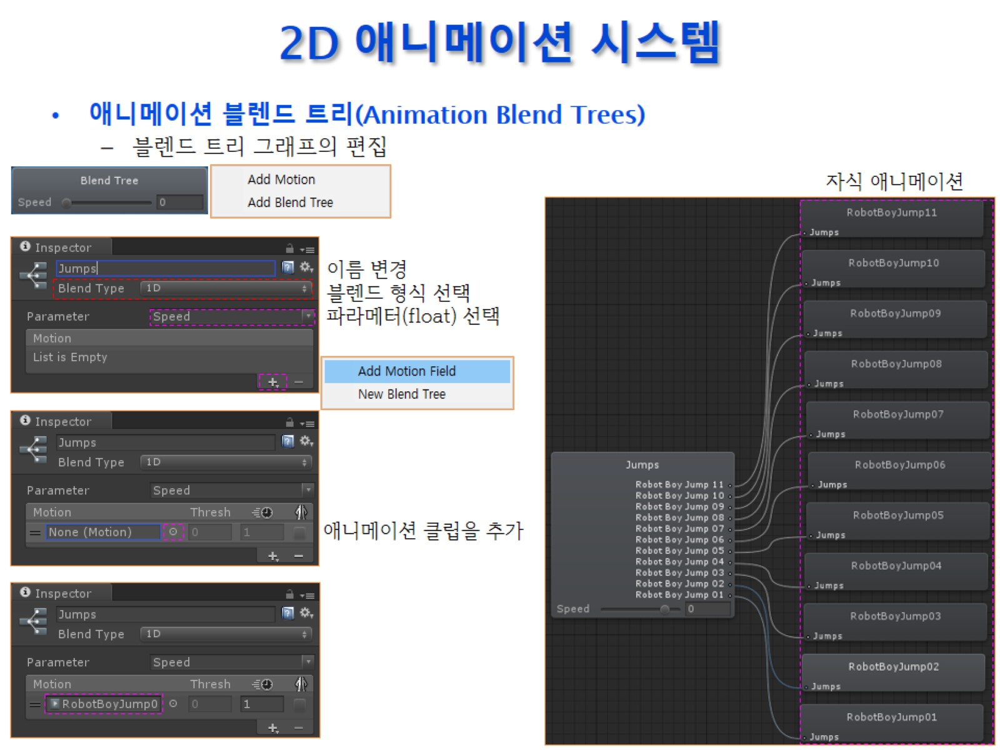 2D 애니메이션 시스템
• 애니메이션 블렌드 트리(Animation Blend Trees)
– 블렌드 트리 그래프의 편집
Blend Tree
Speed 0
Add Motion
Add Blend Tree
Inspector
Jumps
Blend Type 1D
Parameter Speed
Motion
List is Empty
이름 변경
블렌드 형식 선택
파라메터(float) 선택
Add Motion Field
New Blend Tree
Inspector
Jumps
Blend Type 1D
Parameter Speed
Motion Thresh
None (Motion) 0 1
애니메이션 클립을 추가
Inspector
Jumps
Blend Type 1D
Parameter Speed
Motion Thresh
RobotBoyJump0 0 1
자식 애니메이션
Jumps
Robot Boy Jump 11
Robot Boy Jump 10
Robot Boy Jump 09
Robot Boy Jump 08
Robot Boy Jump 07
Robot Boy Jump 06
Robot Boy Jump 05
Robot Boy Jump 04
Robot Boy Jump 03
Robot Boy Jump 02
Robot Boy Jump 01
Speed 0
RobotBoyJump11
Jumps
RobotBoyJump10
Jumps
RobotBoyJump09
Jumps
RobotBoyJump08
Jumps
RobotBoyJump07
Jumps
RobotBoyJump06
Jumps
RobotBoyJump05
Jumps
RobotBoyJump04
Jumps
RobotBoyJump03
Jumps
RobotBoyJump02
Jumps
RobotBoyJump01
Jumps